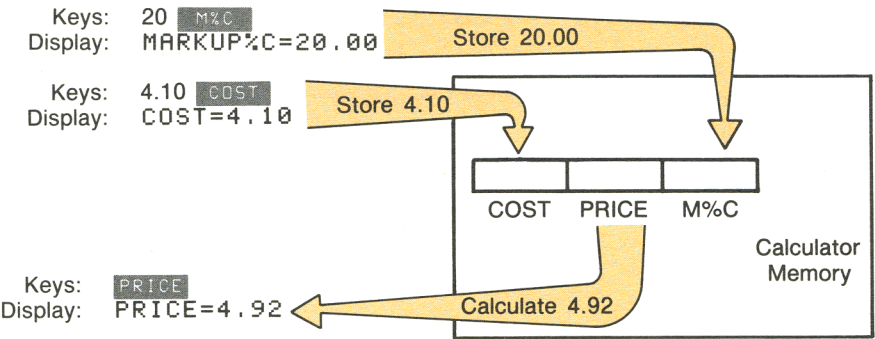 Keys: 20 M%C
Display: MARKUP%C=20.00
Store 20.00
Keys: 4.10 COST
Display: COST=4.10
Store 4.10
COST PRICE M%C
Calculator
Memory
Keys: PRICE
Display: PRICE=4.92
Calculate 4.92